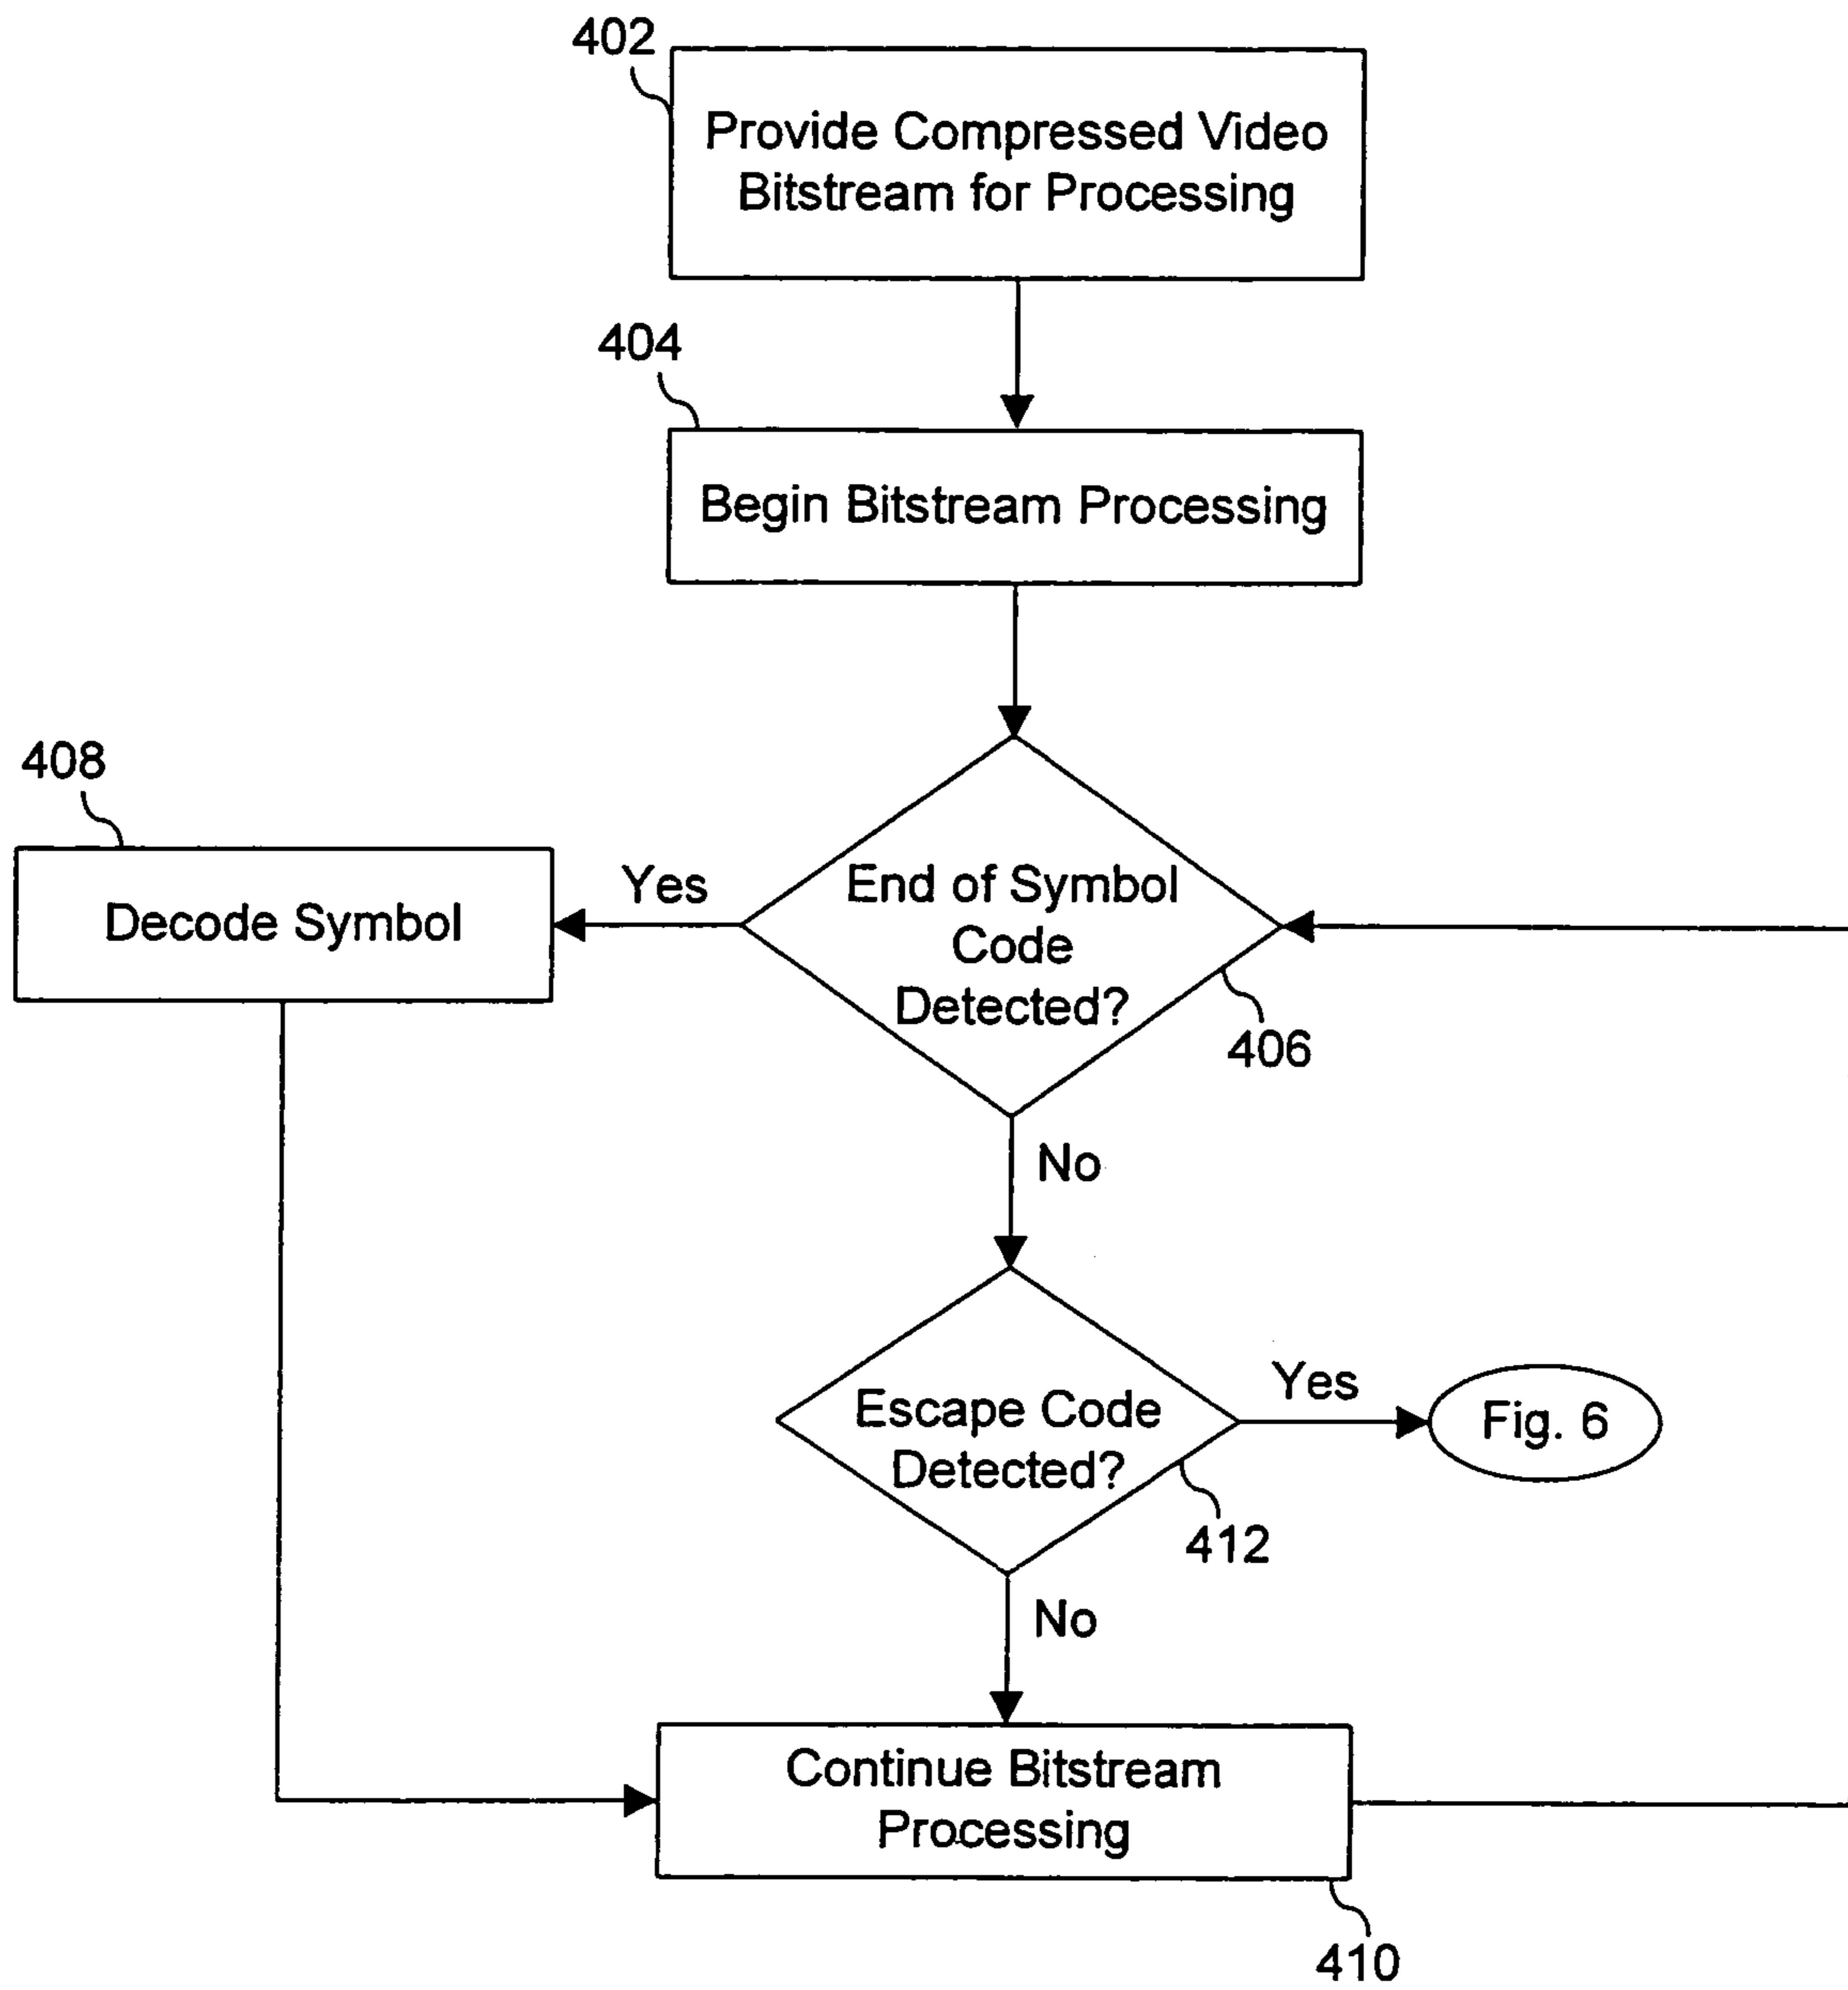 402
Provide Compressed Video
Bitstream for Processing
404
Begin Bitstream Processing
408
Decode Symbol
Yes
End of Symbol
Code
Detected?
406
No
Escape Code
Detected?
Yes
Fig. 6
412
No
Continue Bitstream
Processing
410